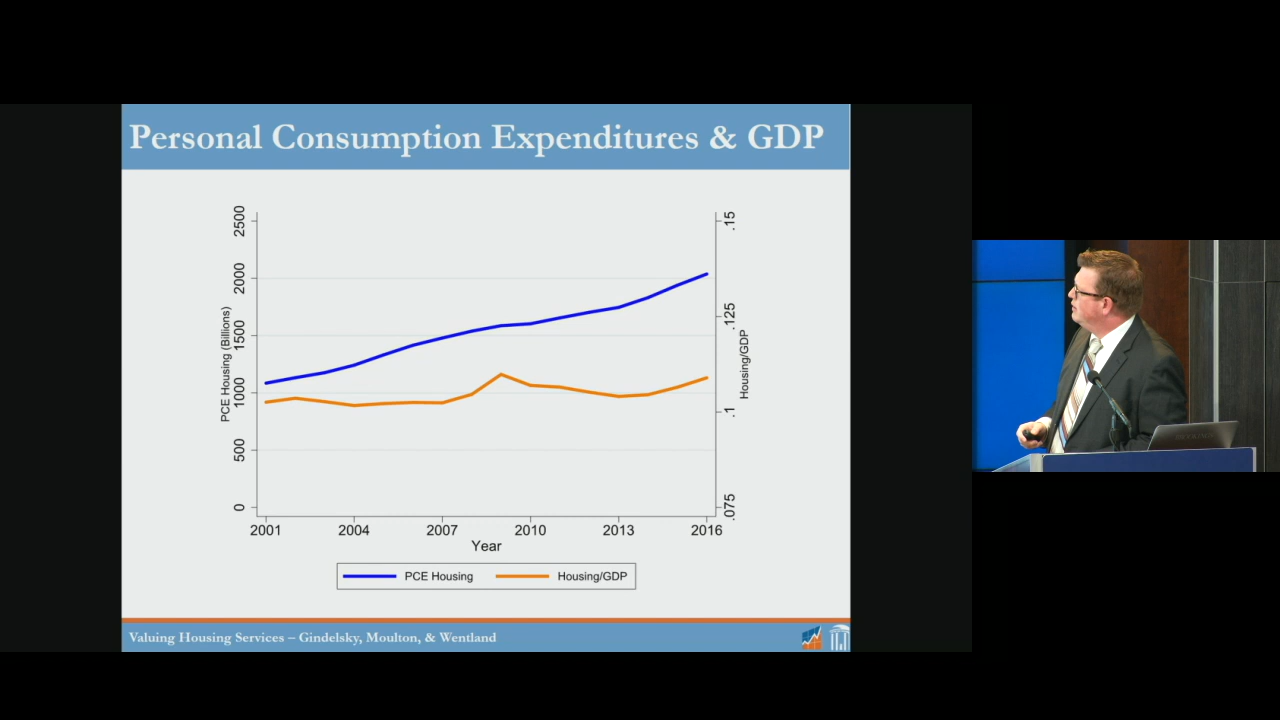 Personal Consumption Expenditures & GDP
2500
2000
1500
1000
500
0
PCE Housing (Billions)
.15
.125
.1
.075
Housing/GDP
2001 2004 2007 2010 2013 2016
Year
PCE Housing Housing/GDP
Valuing Housing Services – Gindelsky, Moulton, & Wentland